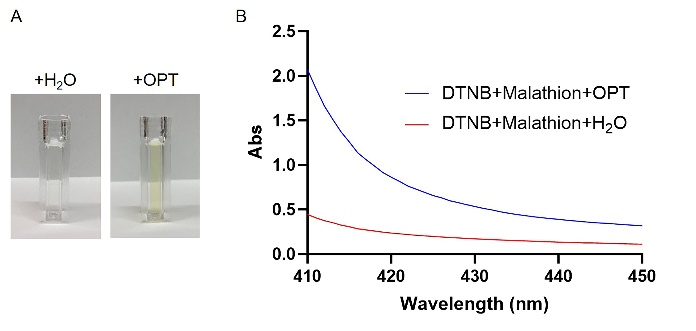 A
+H₂O
+OPT
B
2.5
2.0
1.5
1.0
0.5
0.0
Abs
DTNB+Malathion+OPT
DTNB+Malathion+H₂O
410
420
430
440
450
Wavelength (nm)